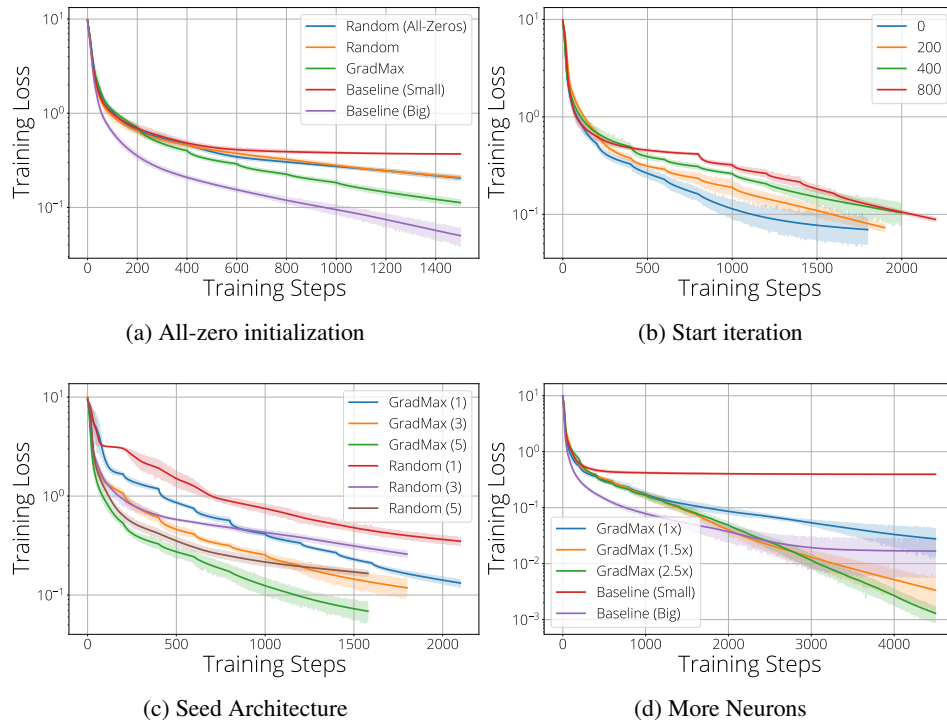 Training Loss
10¹
10⁰
10⁻¹
0 200 400 600 800 1000 1200 1400
Training Steps
Random (All-Zeros)
Random
GradMax
Baseline (Small)
Baseline (Big)
(a) All-zero initialization
Training Loss
10¹
10⁰
10⁻¹
0 500 1000 1500 2000
Training Steps
0
200
400
800
(b) Start iteration
Training Loss
10¹
10⁰
10⁻¹
0 500 1000 1500 2000
Training Steps
GradMax (1)
GradMax (3)
GradMax (5)
Random (1)
Random (3)
Random (5)
(c) Seed Architecture
Training Loss
10¹
10⁰
10⁻¹
10⁻²
10⁻³
0 1000 2000 3000 4000
Training Steps
GradMax (1x)
GradMax (1.5x)
GradMax (2.5x)
Baseline (Small)
Baseline (Big)
(d) More Neurons